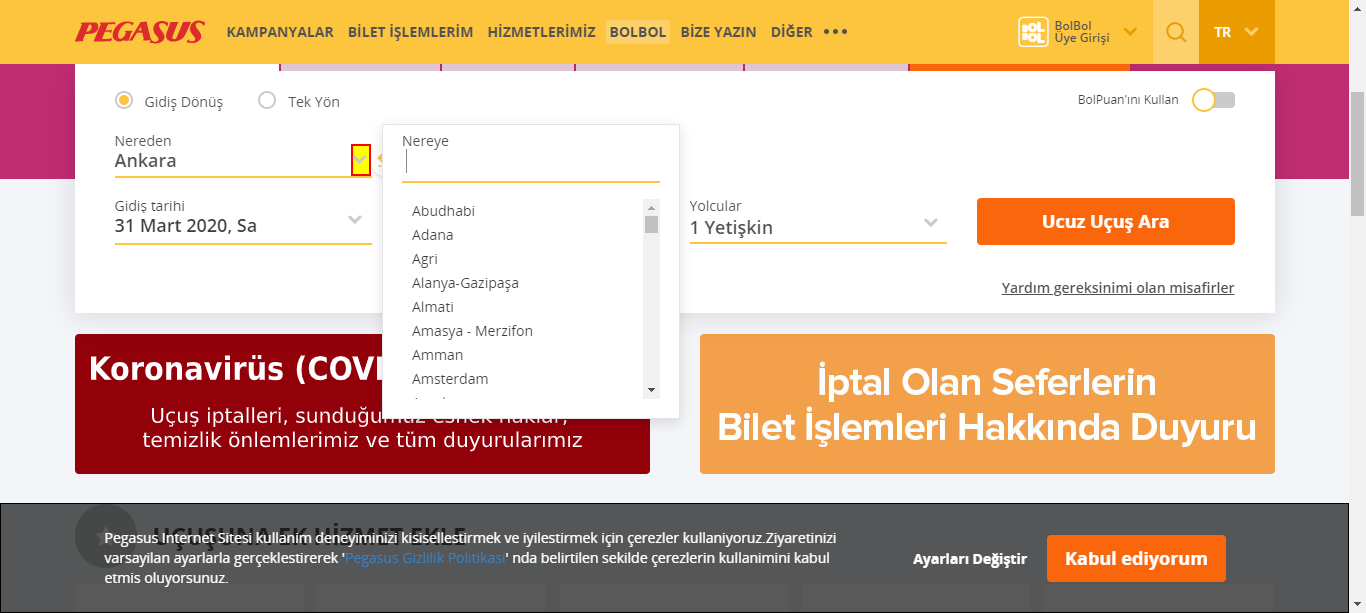 PEGASUS
KAMPANYALAR BİLET İŞLEMLERİM HİZMETLERİMİZ BOLBOL BİZE YAZIN DİĞER •••
BOL BOL
BolBol
Üye Girişi
TR
Gidiş Dönüş
Tek Yön
BolPuan'ını Kullan
Nereden
Ankara
Nereye
Abudhabi
Adana
Agri
Alanya-Gazipaşa
Almati
Amasya - Merzifon
Amman
Amsterdam
Gidiş tarihi
31 Mart 2020, Sa
Yolcular
1 Yetişkin
Ucuz Uçuş Ara
Yardım gereksinimi olan misafirler
Koronavirüs (COV
Uçuş iptalleri, sunduğumuz esnek haklar,
temizlik önlemlerimiz ve tüm duyurularımız
İptal Olan Seferlerin
Bilet İşlemleri Hakkında Duyuru
UÇUŞUNA EK HİZMET EKLE
Pegasus Internet Sitesi kullanim deneyiminizi kisisellestirmek ve iyilestirmek için çerezler kullaniyoruz.Ziyaretinizi
varsayilan ayarlarla gerçeklestirerek 'Pegasus Gizlilik Politikasi' nda belirtilen sekilde çerezlerin kullanimini kabul
etmis oluyorsunuz.
Ayarları Değiştir
Kabul ediyorum